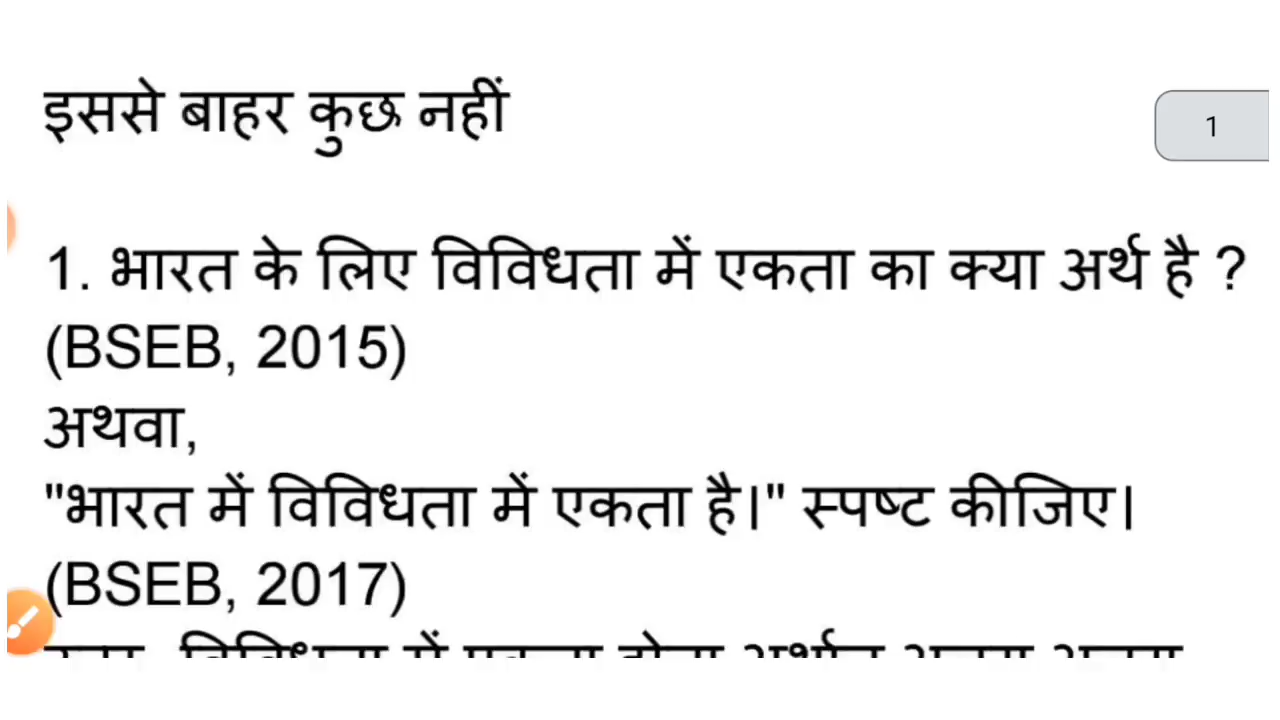 इससे बाहर कुछ नहीं
1
1. भारत के लिए विविधता में एकता का क्या अर्थ है ?
(BSEB, 2015)
अथवा,
"भारत में विविधता में एकता है।" स्पष्ट कीजिए।
(BSEB, 2017)